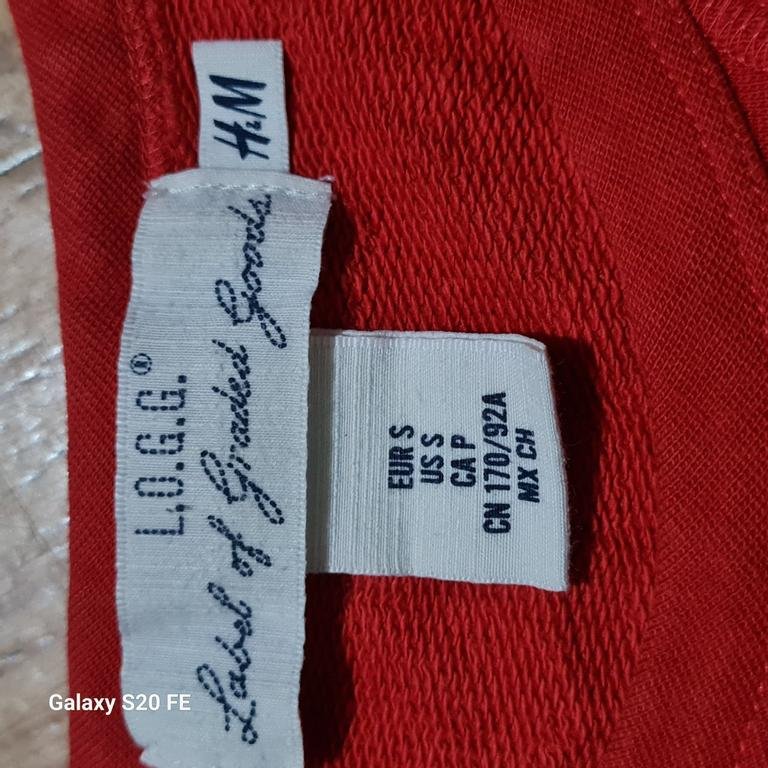 H&M
L.O.G.G.®
Label of Graded Goods
EUR S
US S
CA P
CN 170/92A
MX CH
Galaxy S20 FE